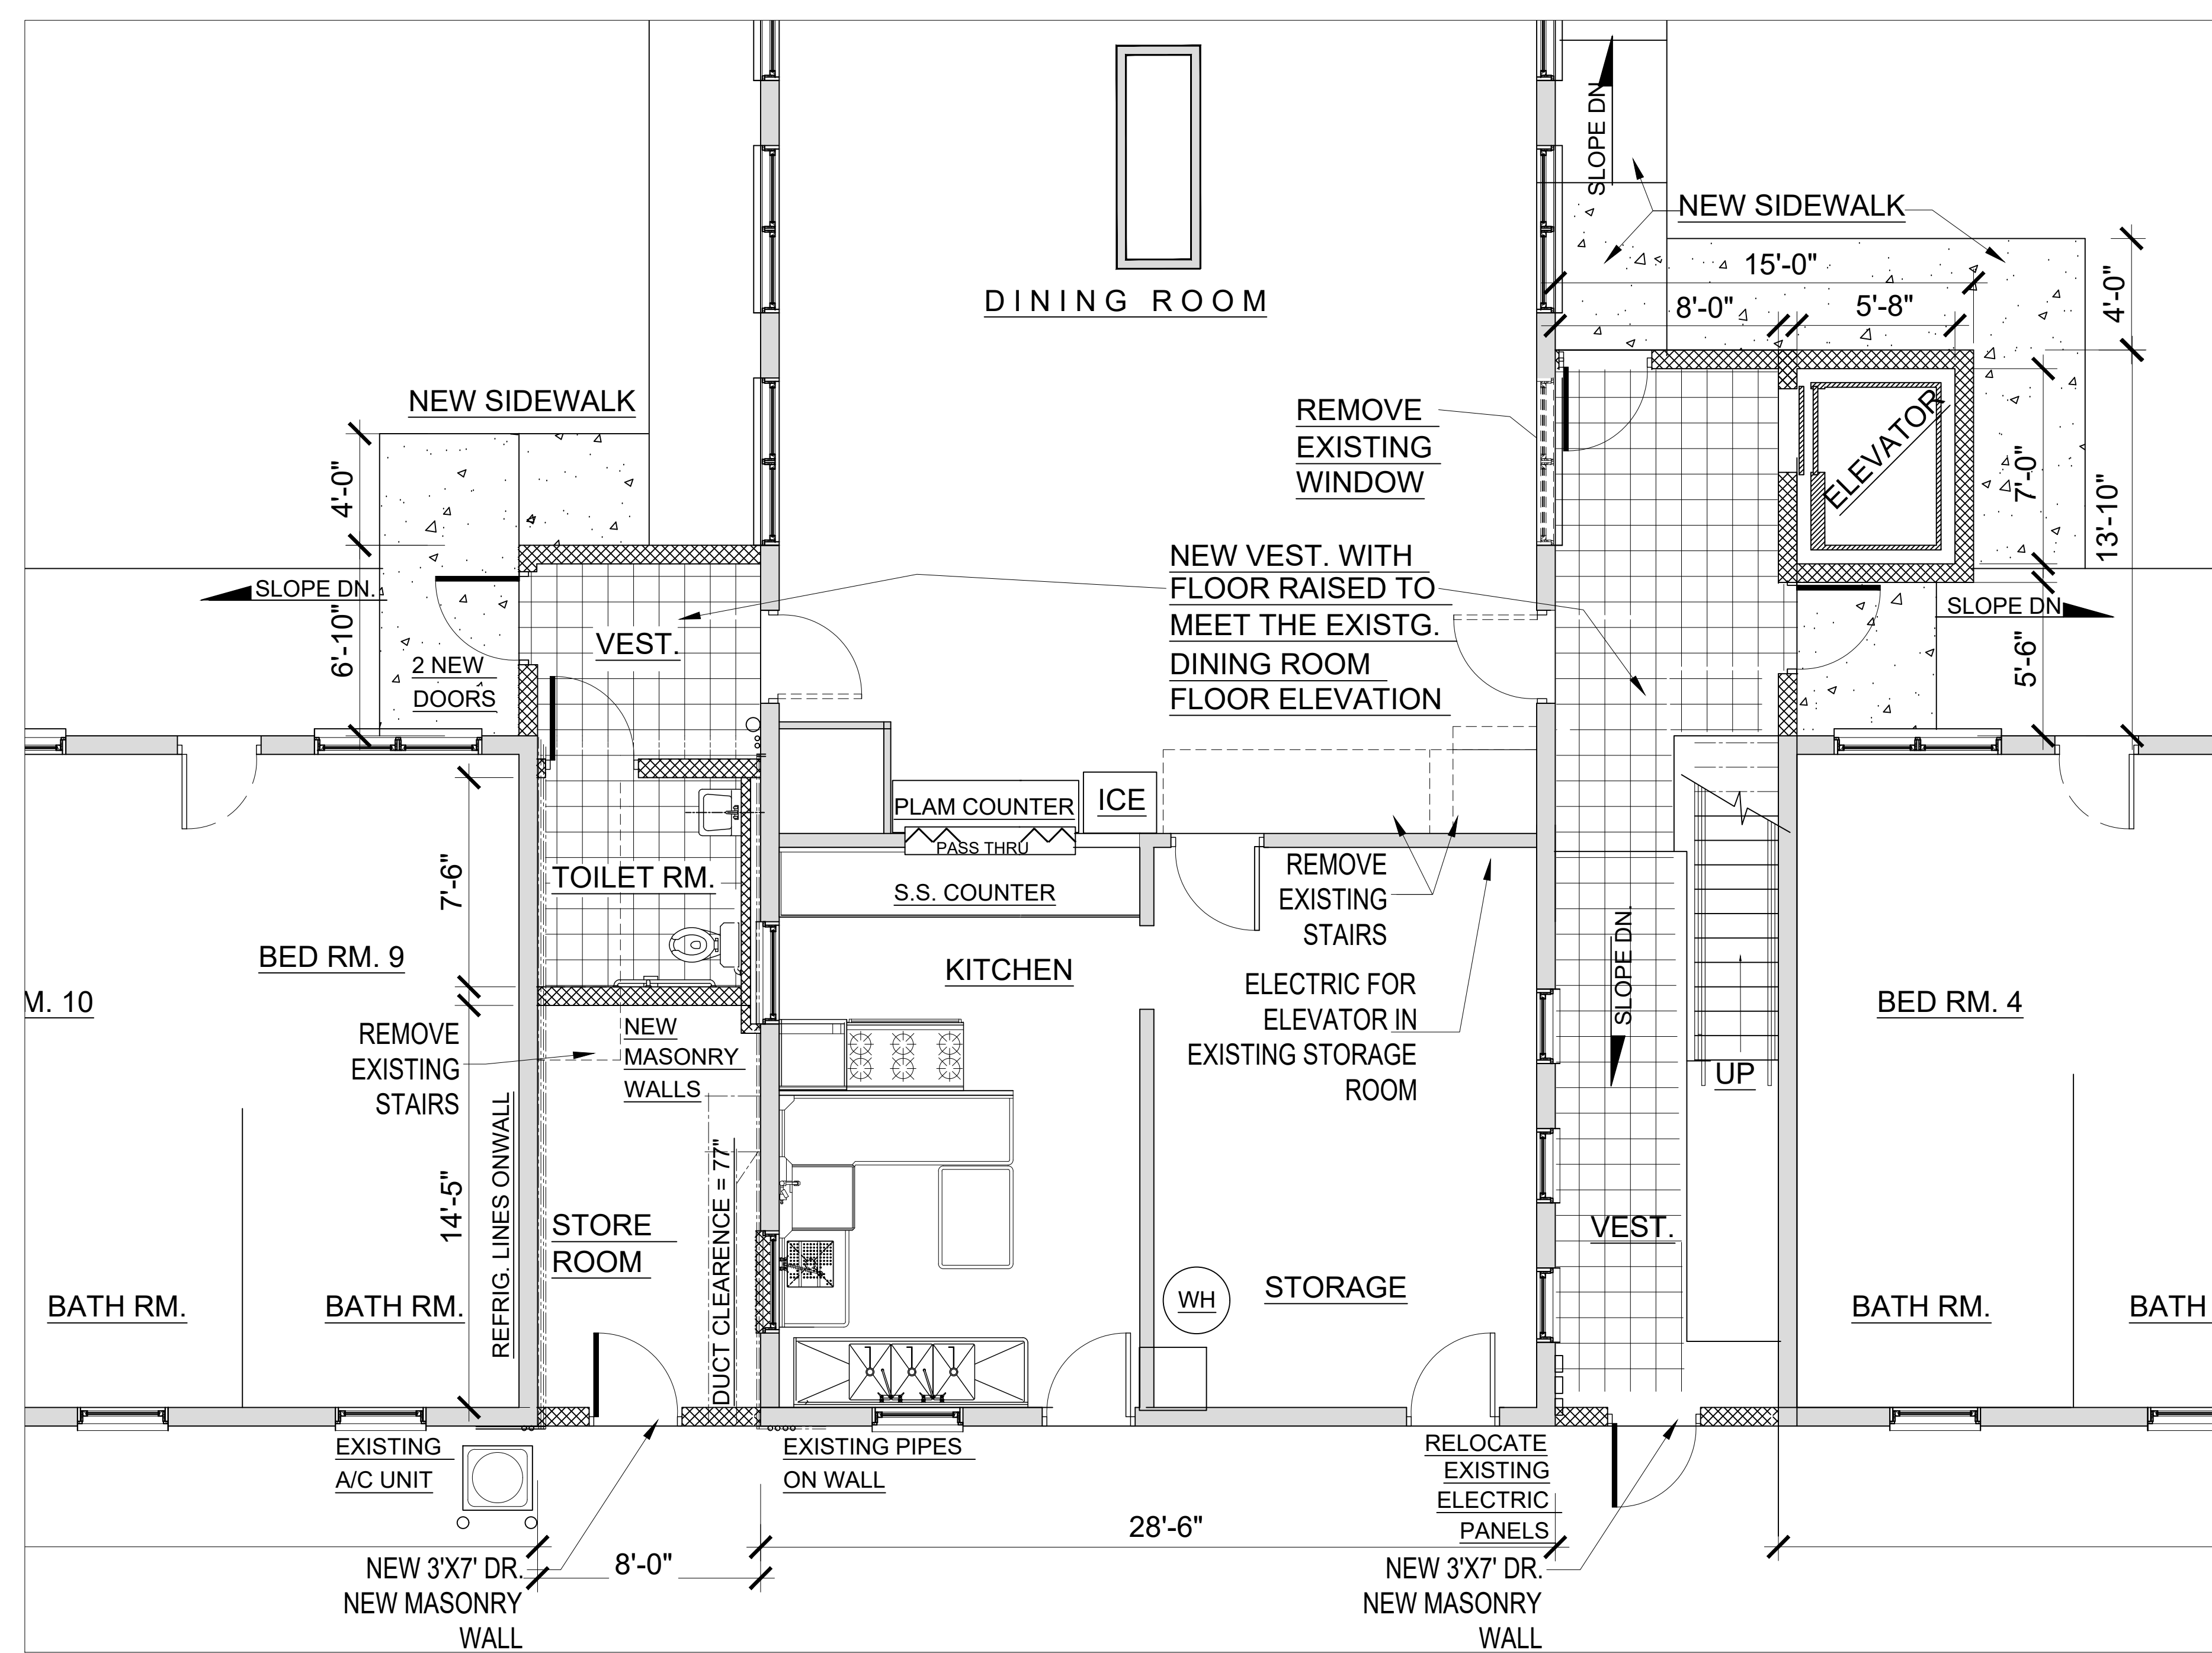 SLOPE DN
NEW SIDEWALK
15'-0"
8'-0"
5'-8"
4'-0"
DINING ROOM
NEW SIDEWALK
4'-0"
6'-10"
SLOPE DN.
2 NEW
DOORS
VEST.
REMOVE
EXISTING
WINDOW
ELEVATOR
7'-0"
13'-10"
5'-6"
SLOPE DN
NEW VEST. WITH
FLOOR RAISED TO
MEET THE EXISTG.
DINING ROOM
FLOOR ELEVATION
PLAM COUNTER
ICE
PASS THRU
S.S. COUNTER
TOILET RM.
7'-6"
BED RM. 9
M. 10
KITCHEN
REMOVE
EXISTING
STAIRS
ELECTRIC FOR
ELEVATOR IN
EXISTING STORAGE
ROOM
SLOPE DN.
UP
BED RM. 4
REMOVE
EXISTING
STAIRS
NEW
MASONRY
WALLS
14'-5"
REFRIG. LINES ONWALL
STORE
ROOM
DUCT CLEARENCE = 77"
WH
STORAGE
VEST.
BATH RM.
BATH RM.
BATH RM.
BATH
EXISTING
A/C UNIT
EXISTING PIPES
ON WALL
RELOCATE
EXISTING
ELECTRIC
PANELS
28'-6"
8'-0"
NEW 3'X7' DR.
NEW MASONRY
WALL
NEW 3'X7' DR.
NEW MASONRY
WALL